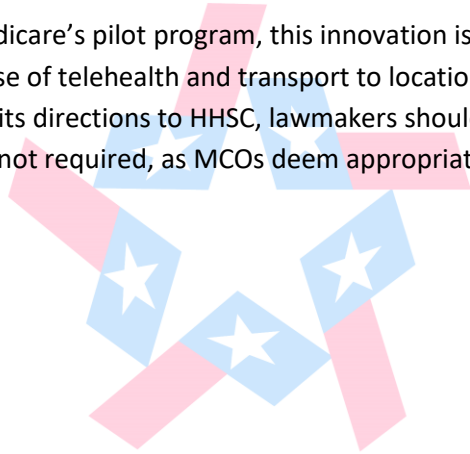 dicare’s pilot program, this innovation is
se of telehealth and transport to locatio
its directions to HHSC, lawmakers shoul
not required, as MCOs deem appropriat